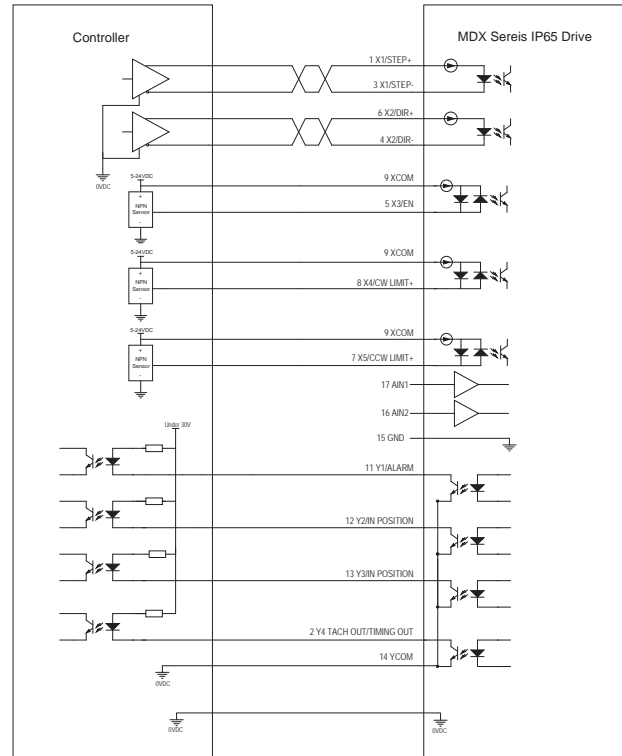 Controller
MDX Sereis IP65 Drive
1 X1/STEP+
3 X1/STEP-
6 X2/DIR+
4 X2/DIR-
0VDC
5-24VDC
9 XCOM
+
NPN
Sensor
-
5 X3/EN
5-24VDC
9 XCOM
+
NPN
Sensor
-
8 X4/CW LIMIT+
5-24VDC
9 XCOM
+
NPN
Sensor
-
7 X5/CCW LIMIT+
17 AIN1
16 AIN2
15 GND
Under 30V
11 Y1/ALARM
12 Y2/IN POSITION
13 Y3/IN POSITION
2 Y4 TACH OUT/TIMING OUT
14 YCOM
0VDC
0VDC
0VDC